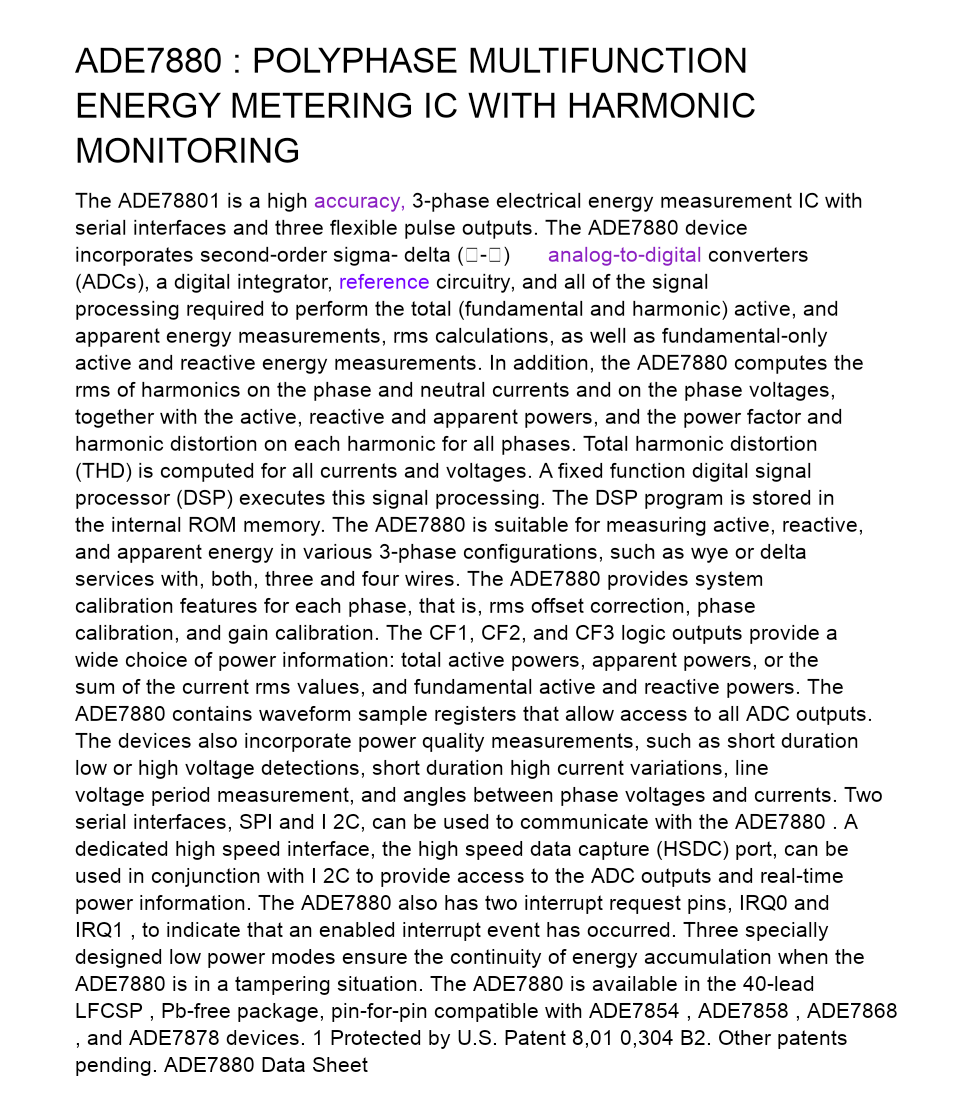 ADE7880 : POLYPHASE MULTIFUNCTION
ENERGY METERING IC WITH HARMONIC
MONITORING
The ADE78801 is a high accuracy, 3-phase electrical energy measurement IC with
serial interfaces and three flexible pulse outputs. The ADE7880 device
incorporates second-order sigma- delta (□-□) analog-to-digital converters
(ADCs), a digital integrator, reference circuitry, and all of the signal
processing required to perform the total (fundamental and harmonic) active, and
apparent energy measurements, rms calculations, as well as fundamental-only
active and reactive energy measurements. In addition, the ADE7880 computes the
rms of harmonics on the phase and neutral currents and on the phase voltages,
together with the active, reactive and apparent powers, and the power factor and
harmonic distortion on each harmonic for all phases. Total harmonic distortion
(THD) is computed for all currents and voltages. A fixed function digital signal
processor (DSP) executes this signal processing. The DSP program is stored in
the internal ROM memory. The ADE7880 is suitable for measuring active, reactive,
and apparent energy in various 3-phase configurations, such as wye or delta
services with, both, three and four wires. The ADE7880 provides system
calibration features for each phase, that is, rms offset correction, phase
calibration, and gain calibration. The CF1, CF2, and CF3 logic outputs provide a
wide choice of power information: total active powers, apparent powers, or the
sum of the current rms values, and fundamental active and reactive powers. The
ADE7880 contains waveform sample registers that allow access to all ADC outputs.
The devices also incorporate power quality measurements, such as short duration
low or high voltage detections, short duration high current variations, line
voltage period measurement, and angles between phase voltages and currents. Two
serial interfaces, SPI and I 2C, can be used to communicate with the ADE7880 . A
dedicated high speed interface, the high speed data capture (HSDC) port, can be
used in conjunction with I 2C to provide access to the ADC outputs and real-time
power information. The ADE7880 also has two interrupt request pins, IRQ0 and
IRQ1 , to indicate that an enabled interrupt event has occurred. Three specially
designed low power modes ensure the continuity of energy accumulation when the
ADE7880 is in a tampering situation. The ADE7880 is available in the 40-lead
LFCSP , Pb-free package, pin-for-pin compatible with ADE7854 , ADE7858 , ADE7868
, and ADE7878 devices. 1 Protected by U.S. Patent 8,01 0,304 B2. Other patents
pending. ADE7880 Data Sheet